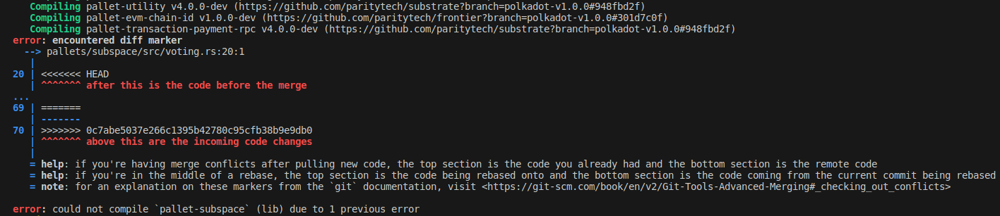 Compiling pallet-utility v4.0.0-dev (https://github.com/paritytech/substrate?branch=polkadot-v1.0.0#948fbd2f)
Compiling pallet-evm-chain-id v1.0.0-dev (https://github.com/paritytech/frontier?branch=polkadot-v1.0.0#301d7c0f)
Compiling pallet-transaction-payment-rpc v4.0.0-dev (https://github.com/paritytech/substrate?branch=polkadot-v1.0.0#948fbd2f)
error: encountered diff marker
--> pallets/subspace/src/voting.rs:20:1
|
20 | <<<<<<< HEAD
| ^^^^^^^ after this is the code before the merge
...
69 | =======
| -------
70 | >>>>>>> 0c7abe5037e266c1395b42780c95cfb38b9e9db0
| ^^^^^^^ above this are the incoming code changes
|
= help: if you're having merge conflicts after pulling new code, the top section is the code you already had and the bottom section is the remote code
= help: if you're in the middle of a rebase, the top section is the code being rebased onto and the bottom section is the code coming from the current commit being rebased
= note: for an explanation on these markers from the `git` documentation, visit <https://git-scm.com/book/en/v2/Git-Tools-Advanced-Merging#_checking_out_conflicts>
error: could not compile `pallet-subspace` (lib) due to 1 previous error